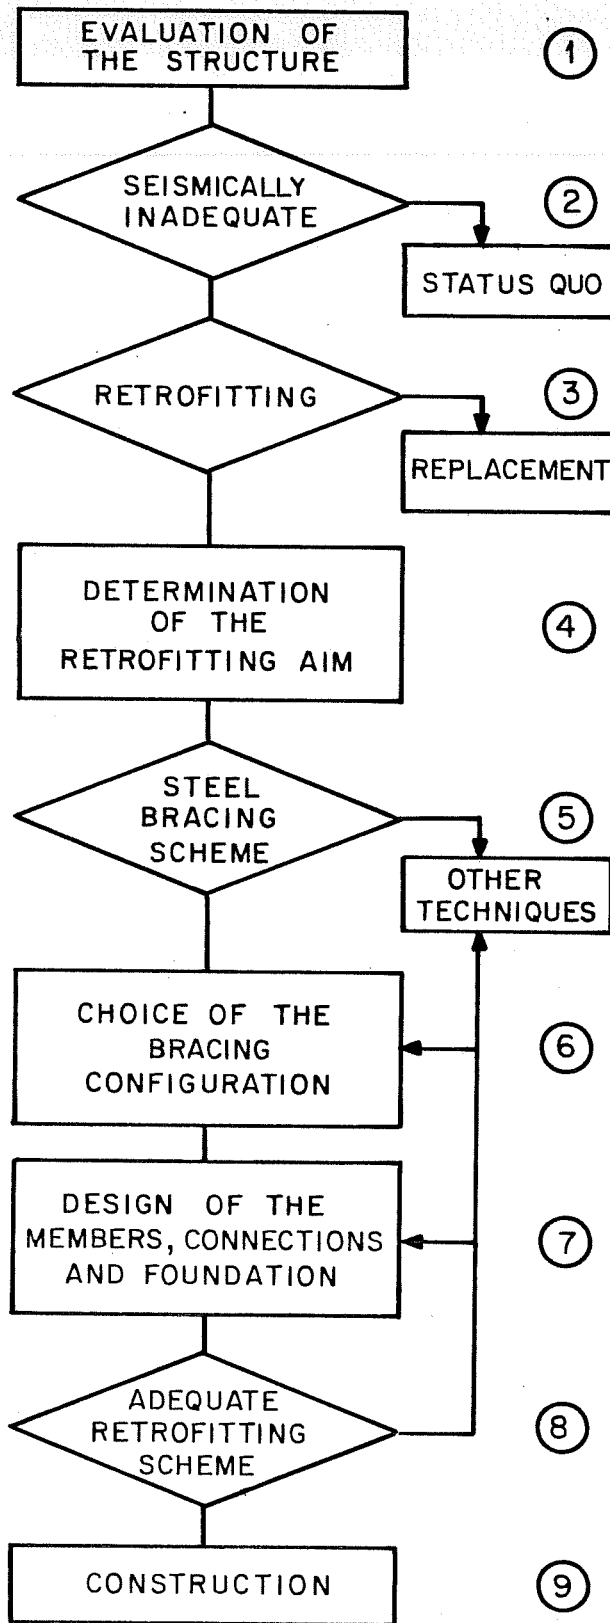 EVALUATION OF
THE STRUCTURE
1
SEISMICALLY
INADEQUATE
2
STATUS QUO
RETROFITTING
3
REPLACEMENT
DETERMINATION
OF THE
RETROFITTING AIM
4
STEEL
BRACING
SCHEME
5
OTHER
TECHNIQUES
CHOICE OF THE
BRACING
CONFIGURATION
6
DESIGN OF THE
MEMBERS, CONNECTIONS
AND FOUNDATION
7
ADEQUATE
RETROFITTING
SCHEME
8
CONSTRUCTION
9